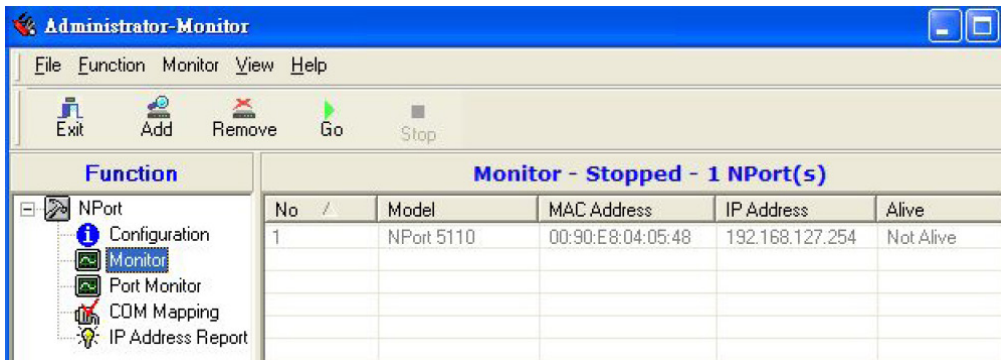 Administrator-Monitor
File Function Monitor View Help
Exit Add Remove Go Stop
Function
Monitor - Stopped - 1 NPort(s)
NPort
Configuration
Monitor
Port Monitor
COM Mapping
IP Address Report
No Model MAC Address IP Address Alive
1 NPort 5110 00:90:E8:04:05:48 192.168.127.254 Not Alive